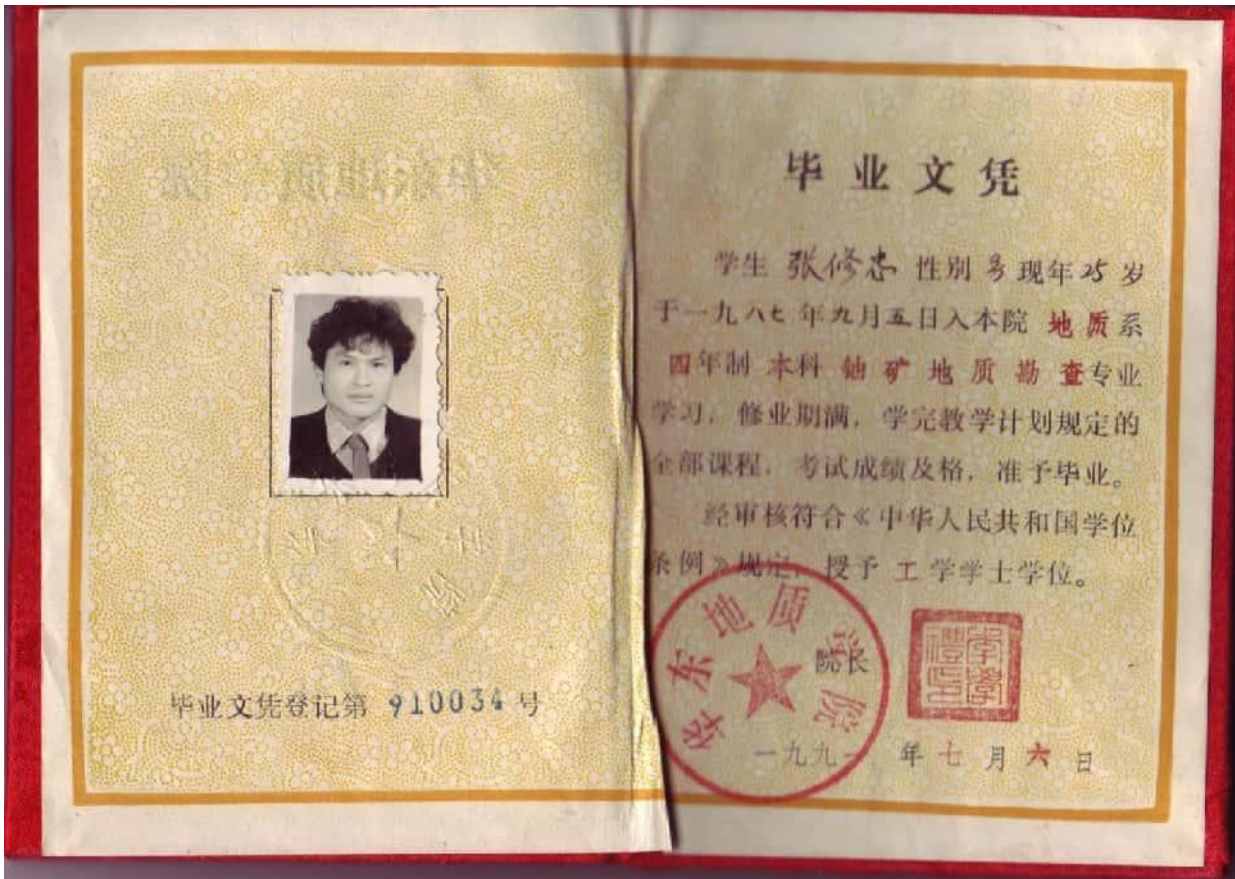 毕业文凭登记第 910034 号
毕业文凭
学生 张修志 性别 男 现年 25 岁
于一九八七年九月五日入本院 地质系
四年制 本科 铀矿地质勘查专业
学习，修业期满，学完教学计划规定的
全部课程，考试成绩及格，准予毕业。
经审核符合《中华人民共和国学位
条例》规定，授予 工学学士学位。
华东地质学院
院长
一九九一年七月六日